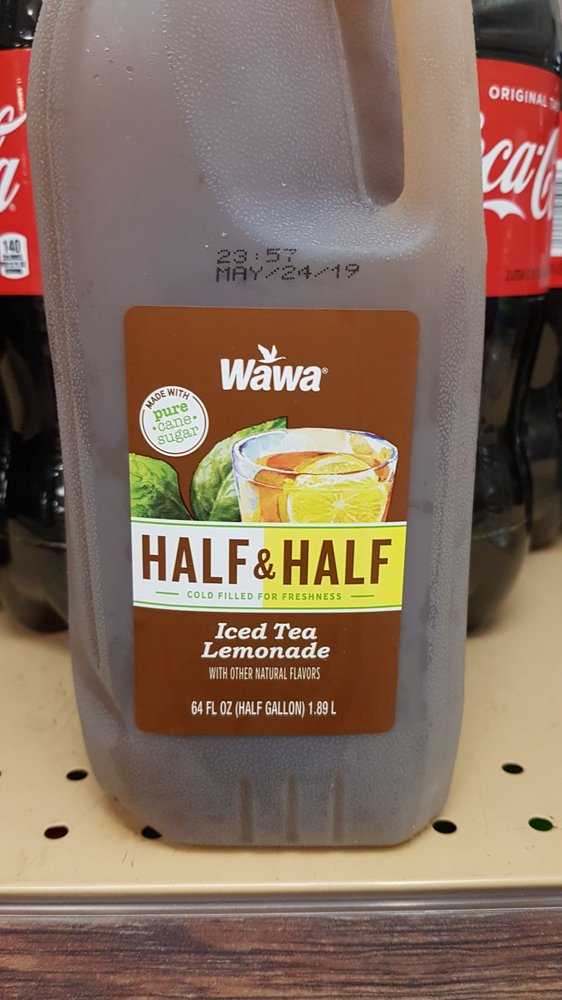 ORIGINAL
140
23:57
MAY/24/19
Wawa®
MADE WITH
pure
•cane•
sugar
HALF & HALF
COLD FILLED FOR FRESHNESS
Iced Tea
Lemonade
WITH OTHER NATURAL FLAVORS
64 FL OZ (HALF GALLON) 1.89 L